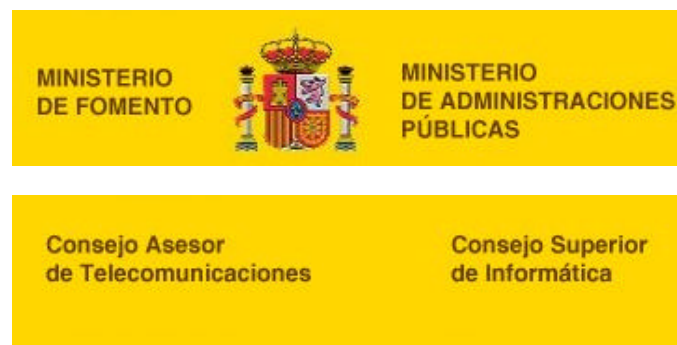 MINISTERIO
DE FOMENTO
MINISTERIO
DE ADMINISTRACIONES
PÚBLICAS
Consejo Asesor
de Telecomunicaciones
Consejo Superior
de Informática